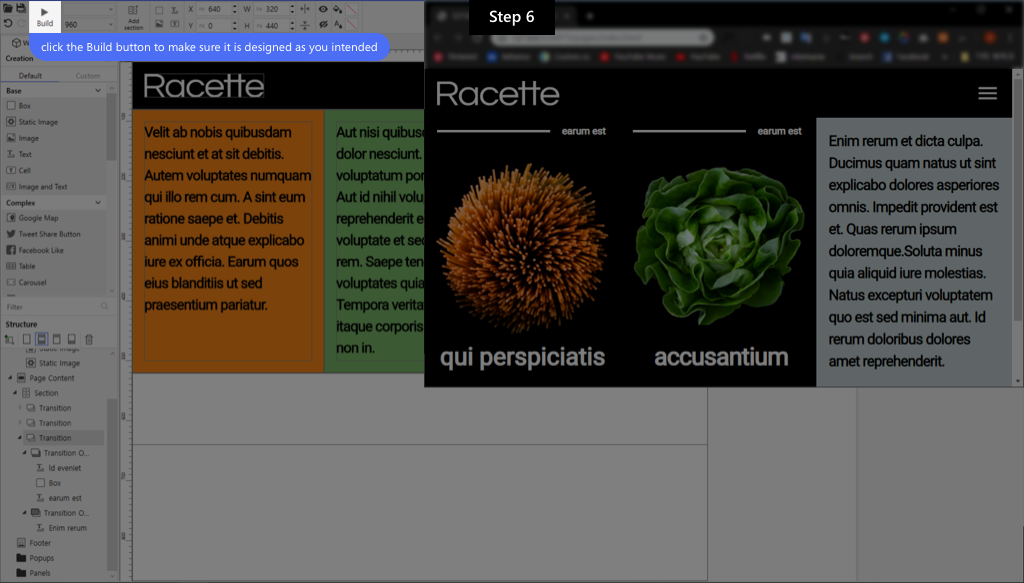 Step 6
Build
960
Add section
X
640
W
320
Y
0
H
440
click the Build button to make sure it is designed as you intended
Creation
Default
Custom
Base
Box
Static Image
Image
Text
Cell
Image and Text
Complex
Google Map
Tweet Share Button
Facebook Like
Table
Carousel
Filter
Structure
Static Image
Static Image
Page Content
Section
Transition
Transition
Transition
Transition O...
Id eveniet
Box
earum est
Transition O...
Enim rerum
Footer
Popups
Panels
Racette
Velit ab nobis quibusdam
nesciunt et at sit debitis.
Autem voluptates numquam
qui illo rem cum. A sint eum
ratione saepe et. Debitis
animi unde atque explicabo
iure ex officia. Earum quos
eius blanditiis ut sed
praesentium pariatur.
Aut nisi quibus
dolor nesciunt.
voluptatum por
Aut id nihil volu
reprehenderit e
voluptate et sed
rem. Saepe ten
voluptates quia
Tempora veritat
itaque corporis
non in.
Racette
earum est
earum est
qui perspiciatis
accusantium
Enim rerum et dicta culpa.
Ducimus quam natus ut sint
explicabo dolores asperiores
omnis. Impedit provident est
et. Quas rerum ipsum
doloremque.Soluta minus
quia aliquid iure molestias.
Natus excepturi voluptatem
quo est sed minima aut. Id
rerum doloribus dolores
amet reprehenderit.